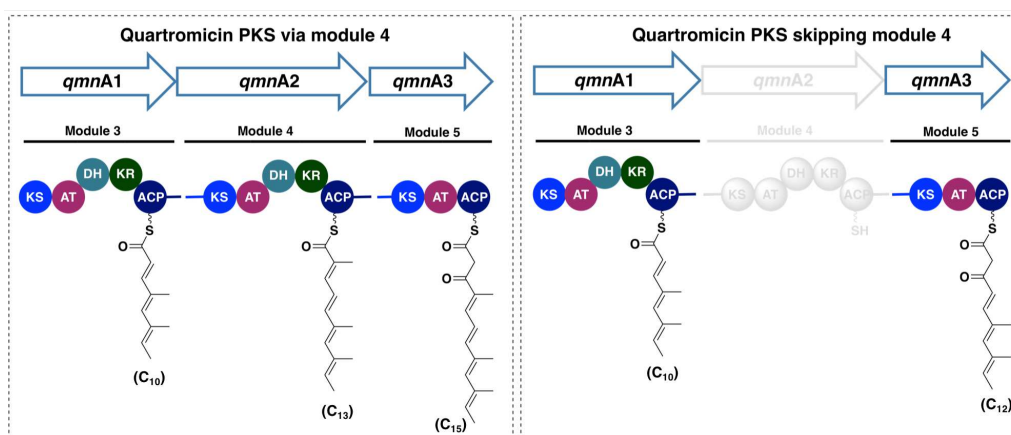 Quartromicin PKS via module 4
qmnA1
qmnA2
qmnA3
Module 3
Module 4
Module 5
KS
AT
DH
KR
ACP
KS
AT
DH
KR
ACP
KS
AT
ACP
S
S
S
O
O
O
O
(C10)
(C13)
(C15)
Quartromicin PKS skipping module 4
qmnA1
qmnA2
qmnA3
Module 3
Module 4
Module 5
KS
AT
DH
KR
ACP
KS
AT
DH
KR
ACP
KS
AT
ACP
S
SH
S
O
O
O
(C10)
(C12)